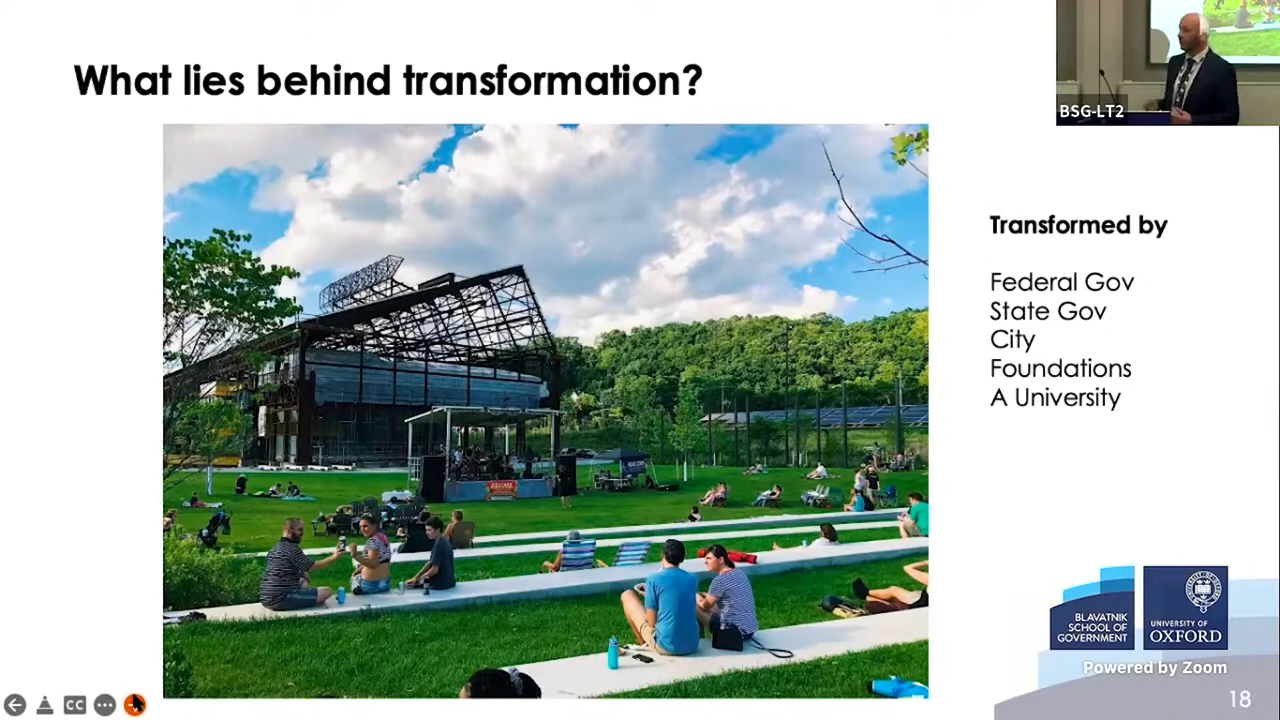 What lies behind transformation?
BSG-LT2
Transformed by
Federal Gov
State Gov
City
Foundations
A University
BLAVATNIK
SCHOOL OF
GOVERNMENT
UNIVERSITY OF
OXFORD
Powered by Zoom
18
CC